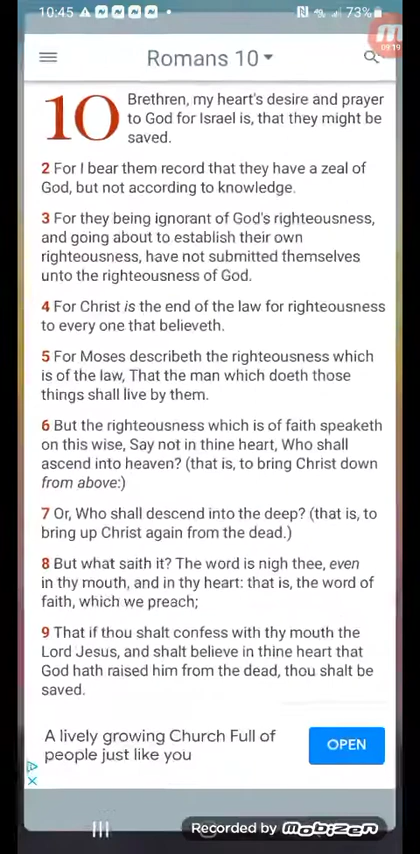 10:45
73%
09:19
Romans 10
10 Brethren, my heart's desire and prayer
to God for Israel is, that they might be
saved.
2 For I bear them record that they have a zeal of
God, but not according to knowledge.
3 For they being ignorant of God's righteousness,
and going about to establish their own
righteousness, have not submitted themselves
unto the righteousness of God.
4 For Christ is the end of the law for righteousness
to every one that believeth.
5 For Moses describeth the righteousness which
is of the law, That the man which doeth those
things shall live by them.
6 But the righteousness which is of faith speaketh
on this wise, Say not in thine heart, Who shall
ascend into heaven? (that is, to bring Christ down
from above:)
7 Or, Who shall descend into the deep? (that is, to
bring up Christ again from the dead.)
8 But what saith it? The word is nigh thee, even
in thy mouth, and in thy heart: that is, the word of
faith, which we preach;
9 That if thou shalt confess with thy mouth the
Lord Jesus, and shalt believe in thine heart that
God hath raised him from the dead, thou shalt be
saved.
A lively growing Church Full of
people just like you
OPEN
Recorded by Mobizen